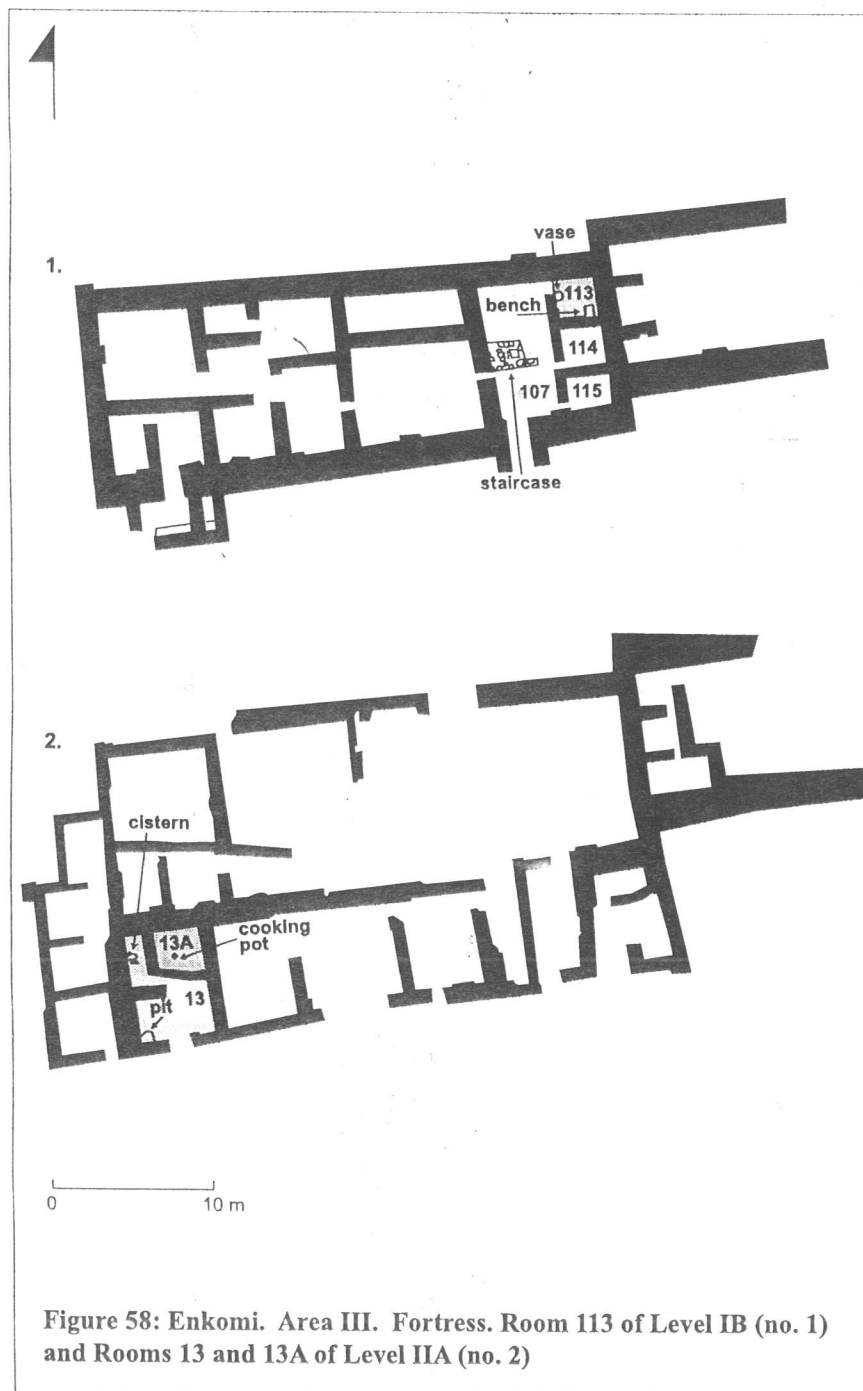 1.
vase
113
bench
114
107
115
staircase
2.
cistern
13A
cooking
pot
13
pit
0 10 m
Figure 58: Enkomi. Area III. Fortress. Room 113 of Level IB (no. 1)
and Rooms 13 and 13A of Level IIA (no. 2)